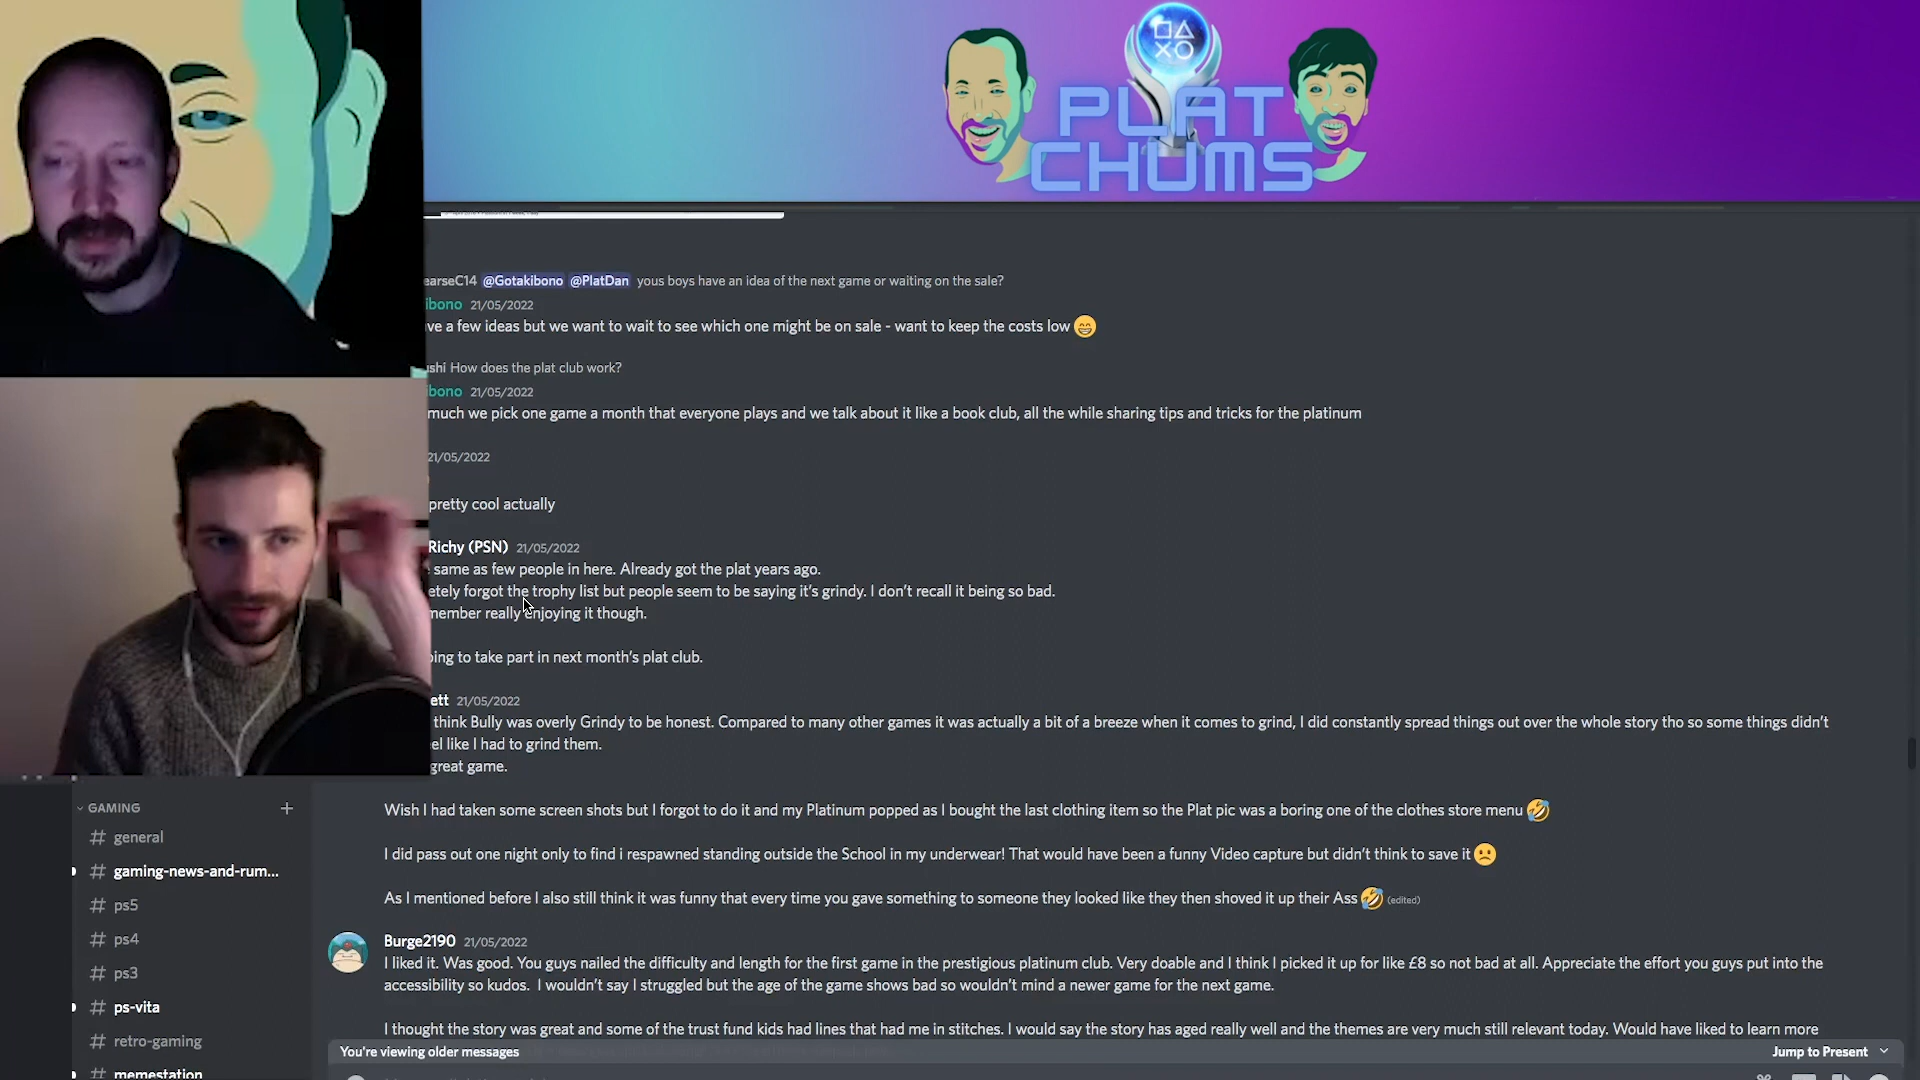 PLAT
CHUMS
earseC14 @Gotakibono @PlatDan yous boys have an idea of the next game or waiting on the sale?
ibono 21/05/2022
ve a few ideas but we want to wait to see which one might be on sale - want to keep the costs low 😁
ushi How does the plat club work?
ibono 21/05/2022
much we pick one game a month that everyone plays and we talk about it like a book club, all the while sharing tips and tricks for the platinum
21/05/2022
pretty cool actually
Richy (PSN) 21/05/2022
same as few people in here. Already got the plat years ago.
etely forgot the trophy list but people seem to be saying it's grindy. I don't recall it being so bad.
member really enjoying it though.
oing to take part in next month's plat club.
ett 21/05/2022
think Bully was overly Grindy to be honest. Compared to many other games it was actually a bit of a breeze when it comes to grind, I did constantly spread things out over the whole story tho so some things didn't
el like I had to grind them.
great game.
Wish I had taken some screen shots but I forgot to do it and my Platinum popped as I bought the last clothing item so the Plat pic was a boring one of the clothes store menu 🤣
I did pass out one night only to find i respawned standing outside the School in my underwear! That would have been a funny Video capture but didn't think to save it 🙁
As I mentioned before I also still think it was funny that every time you gave something to someone they looked like they then shoved it up their Ass 🤣 (edited)
Burge2190 21/05/2022
I liked it. Was good. You guys nailed the difficulty and length for the first game in the prestigious platinum club. Very doable and I think I picked it up for like £8 so not bad at all. Appreciate the effort you guys put into the
accessibility so kudos. I wouldn't say I struggled but the age of the game shows bad so wouldn't mind a newer game for the next game.
I thought the story was great and some of the trust fund kids had lines that had me in stitches. I would say the story has aged really well and the themes are very much still relevant today. Would have liked to learn more
You're viewing older messages
Jump to Present
GAMING
# general
# gaming-news-and-rum...
# ps5
# ps4
# ps3
# ps-vita
# retro-gaming
# memestation